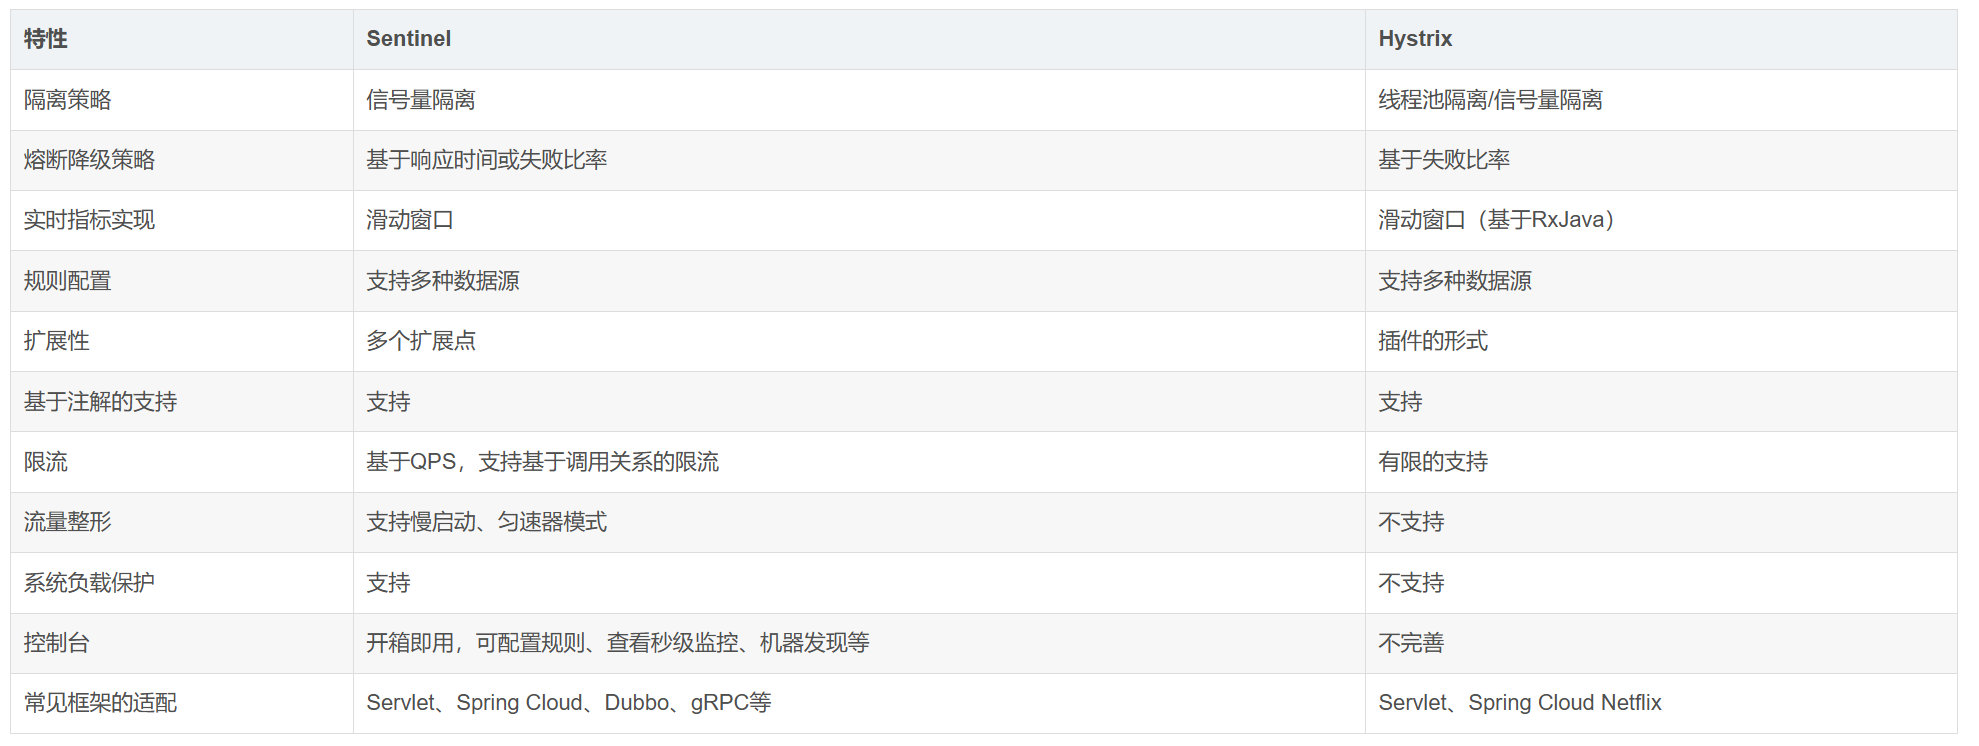 特性 Sentinel Hystrix
隔离策略 信号量隔离 线程池隔离/信号量隔离
熔断降级策略 基于响应时间或失败比率 基于失败比率
实时指标实现 滑动窗口 滑动窗口（基于RxJava）
规则配置 支持多种数据源 支持多种数据源
扩展性 多个扩展点 插件的形式
基于注解的支持 支持 支持
限流 基于QPS，支持基于调用关系的限流 有限的支持
流量整形 支持慢启动、匀速器模式 不支持
系统负载保护 支持 不支持
控制台 开箱即用，可配置规则、查看秒级监控、机器发现等 不完善
常见框架的适配 Servlet、Spring Cloud、Dubbo、gRPC等 Servlet、Spring Cloud Netflix